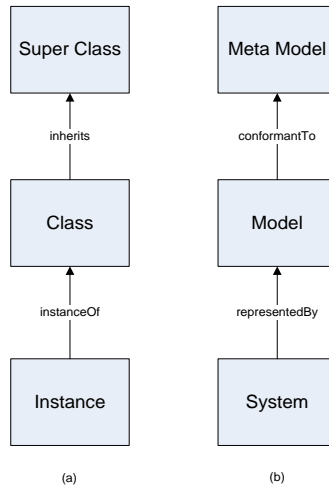 Super Class
Meta Model
inherits
conformantTo
Class
Model
instanceOf
representedBy
Instance
System
(a)
(b)